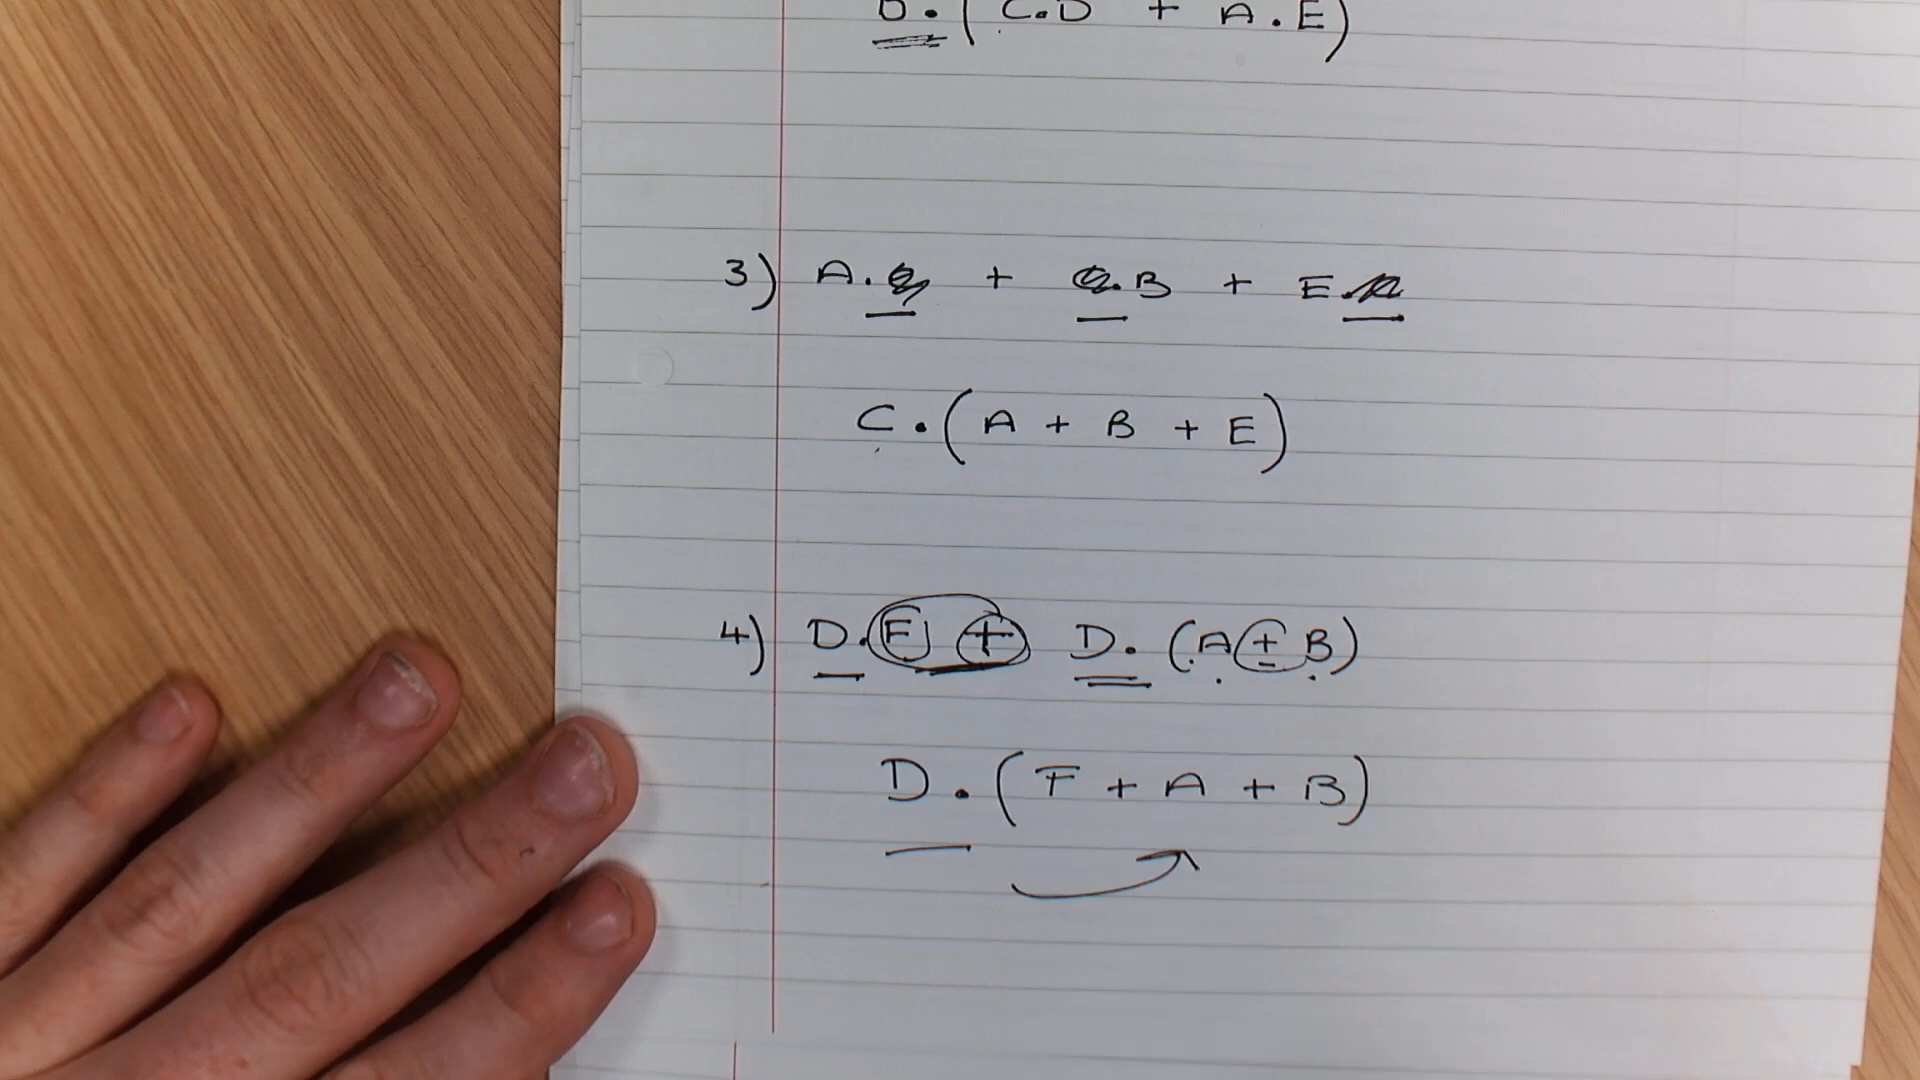 B.(C.D + A.E)
3) A. + .B + E.
C.(A + B + E)
4) D.F + D.(A+B)
D.(F + A + B)